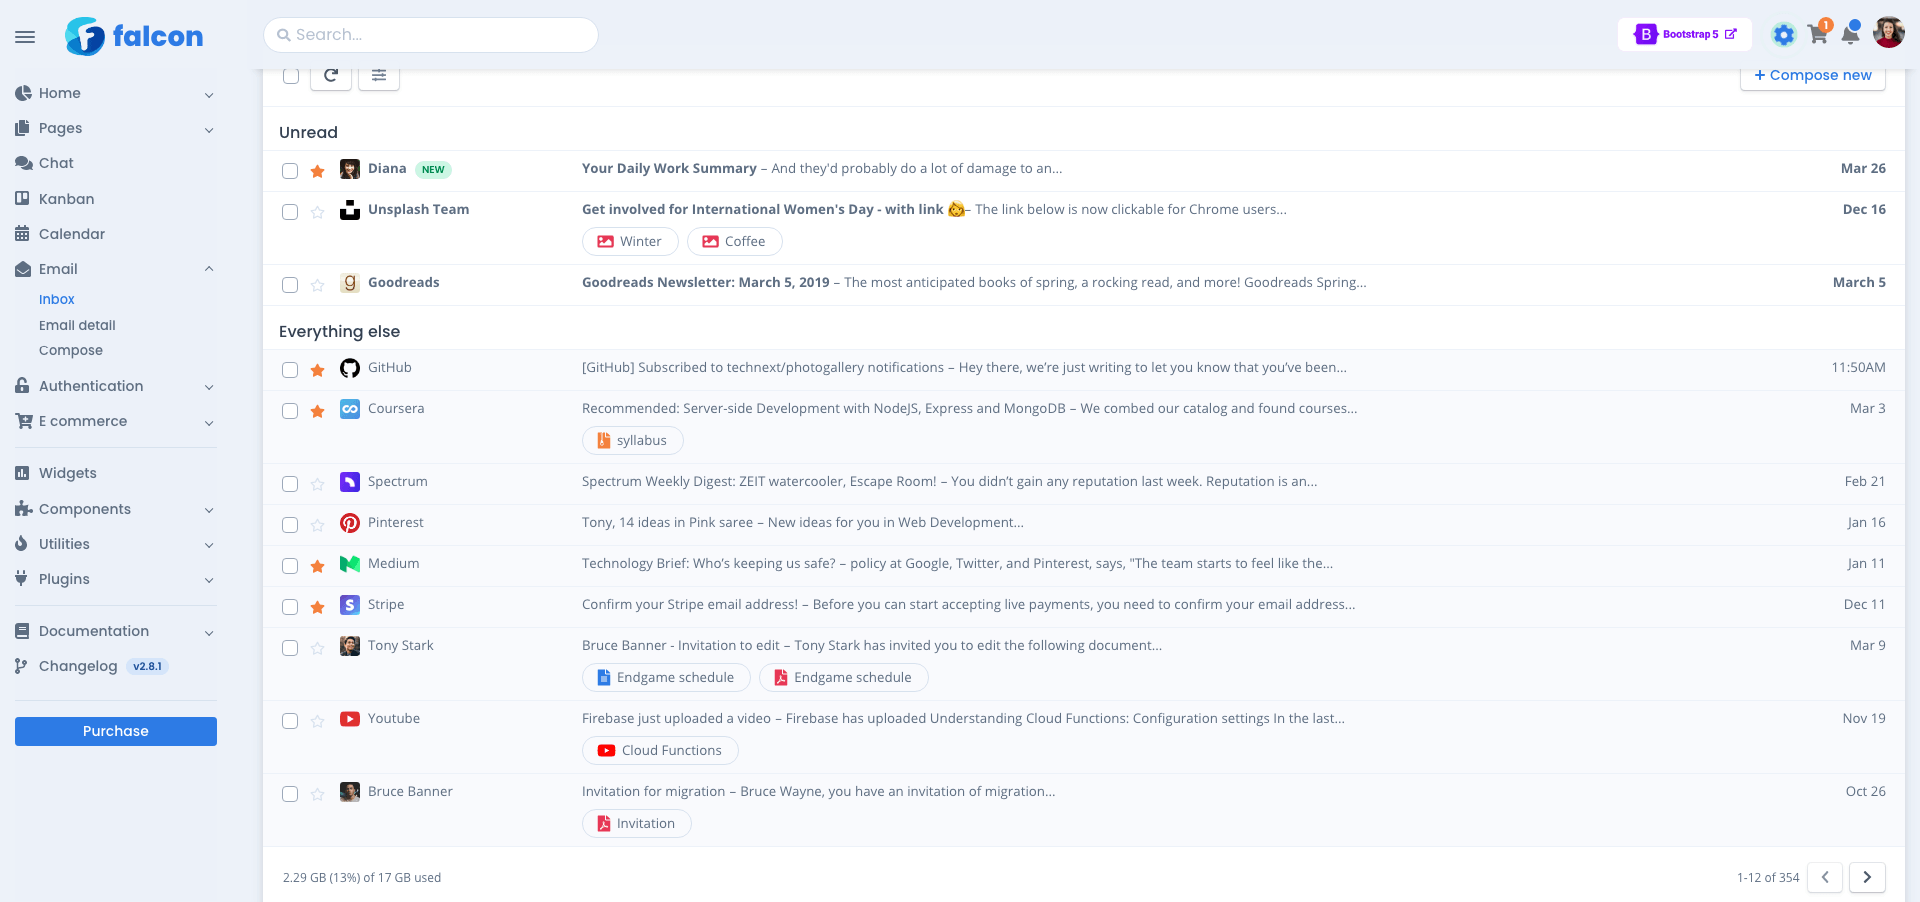 falcon
Search...
B Bootstrap 5
1
Home
Pages
Chat
Kanban
Calendar
Email
Inbox
Email detail
Compose
Authentication
E commerce
Widgets
Components
Utilities
Plugins
Documentation
Changelog v2.8.1
Purchase
+ Compose new
Unread
Diana NEW Your Daily Work Summary – And they'd probably do a lot of damage to an... Mar 26
Unsplash Team Get involved for International Women's Day - with link 👧– The link below is now clickable for Chrome users... Dec 16
Winter Coffee
Goodreads Goodreads Newsletter: March 5, 2019 – The most anticipated books of spring, a rocking read, and more! Goodreads Spring... March 5
Everything else
GitHub [GitHub] Subscribed to technext/photogallery notifications – Hey there, we’re just writing to let you know that you’ve been... 11:50AM
Coursera Recommended: Server-side Development with NodeJS, Express and MongoDB – We combed our catalog and found courses... Mar 3
syllabus
Spectrum Spectrum Weekly Digest: ZEIT watercooler, Escape Room! – You didn’t gain any reputation last week. Reputation is an... Feb 21
Pinterest Tony, 14 ideas in Pink saree – New ideas for you in Web Development... Jan 16
Medium Technology Brief: Who’s keeping us safe? – policy at Google, Twitter, and Pinterest, says, "The team starts to feel like the... Jan 11
Stripe Confirm your Stripe email address! – Before you can start accepting live payments, you need to confirm your email address... Dec 11
Tony Stark Bruce Banner - Invitation to edit – Tony Stark has invited you to edit the following document... Mar 9
Endgame schedule Endgame schedule
Youtube Firebase just uploaded a video – Firebase has uploaded Understanding Cloud Functions: Configuration settings In the last... Nov 19
Cloud Functions
Bruce Banner Invitation for migration – Bruce Wayne, you have an invitation of migration... Oct 26
Invitation
2.29 GB (13%) of 17 GB used 1-12 of 354